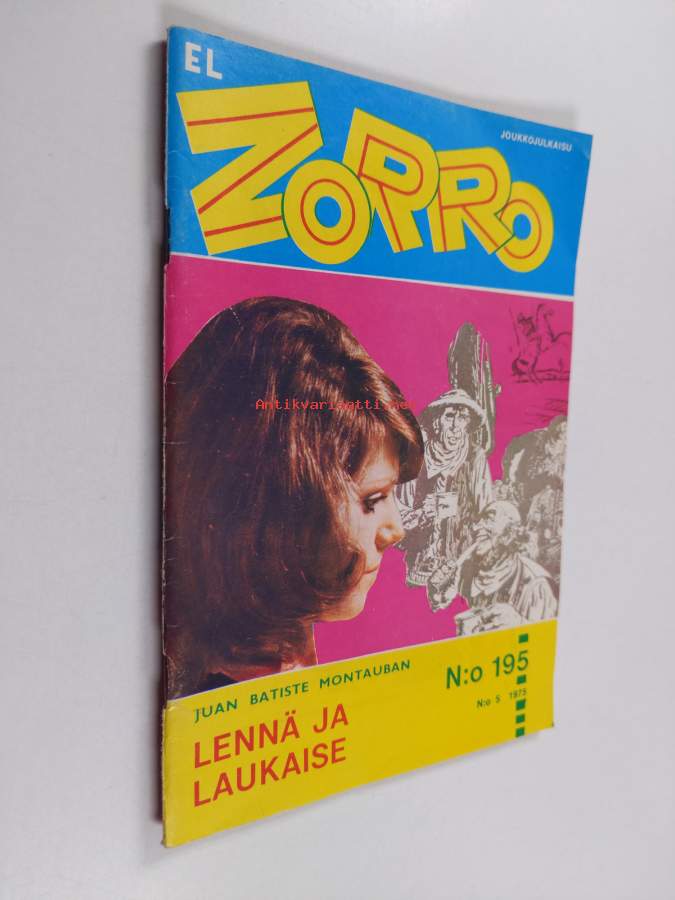 EL
ZORRO
JOUKKOJULKAISU
Antikvariaatti.net
JUAN BATISTE MONTAUBAN
N:o 195
N:o 5 1975
LENNÄ JA
LAUKAISE